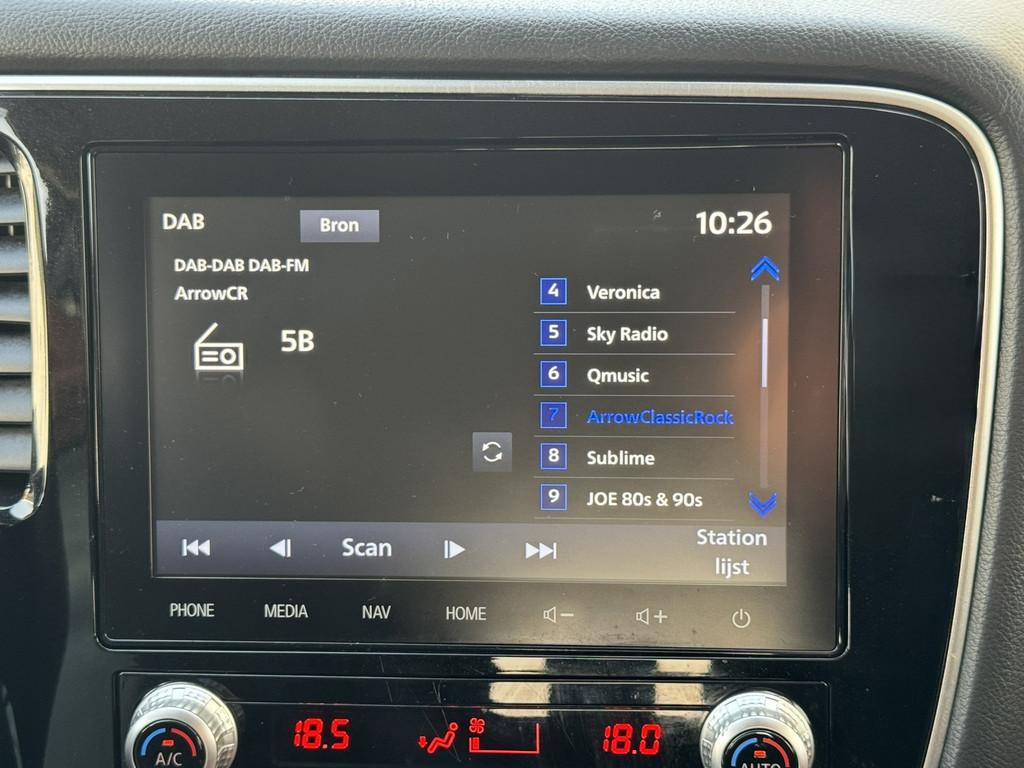 DAB
Bron
10:26
DAB-DAB DAB-FM
ArrowCR
5B
4 Veronica
5 Sky Radio
6 Qmusic
7 ArrowClassicRock
8 Sublime
9 JOE 80s & 90s
Scan
Station
lijst
PHONE MEDIA NAV HOME
18.5
18.0
A/C
AUTO